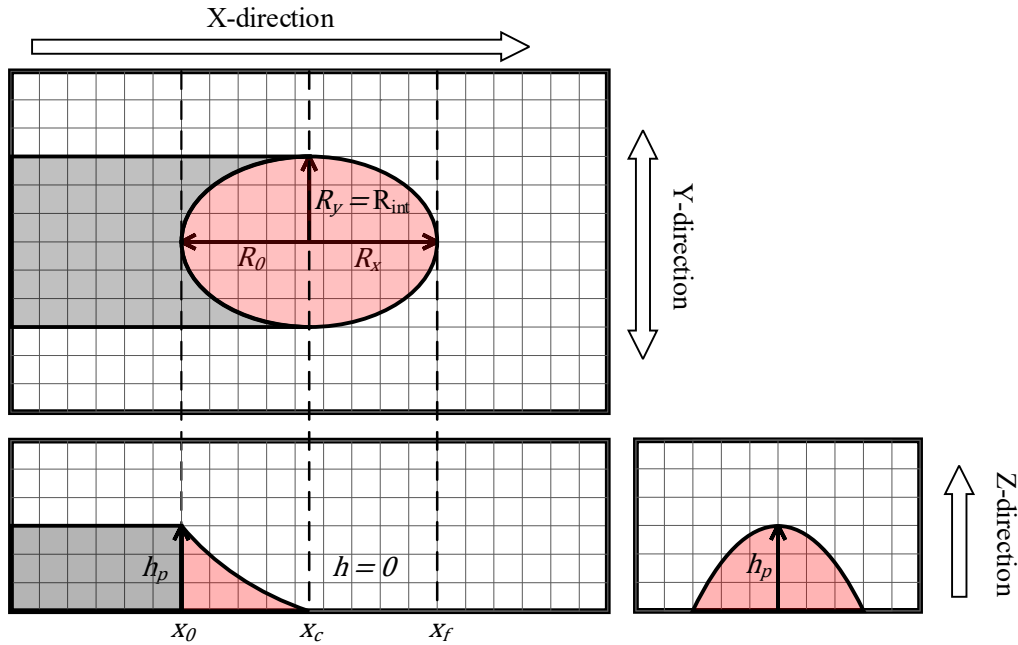 X-direction
R_y = R_int
R_0 R_x
Y-direction
h_p
h = 0
h_p
Z-direction
x_0 x_c x_f